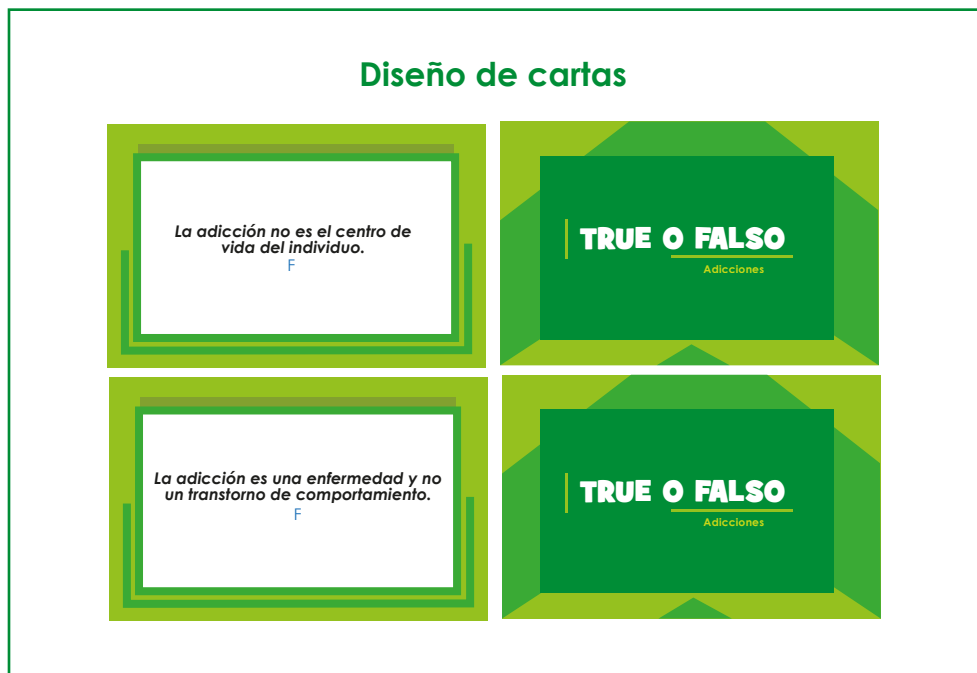 Diseño de cartas
La adicción no es el centro de
vida del individuo.
F
TRUE O FALSO
Adicciones
La adicción es una enfermedad y no
un transtorno de comportamiento.
F
TRUE O FALSO
Adicciones